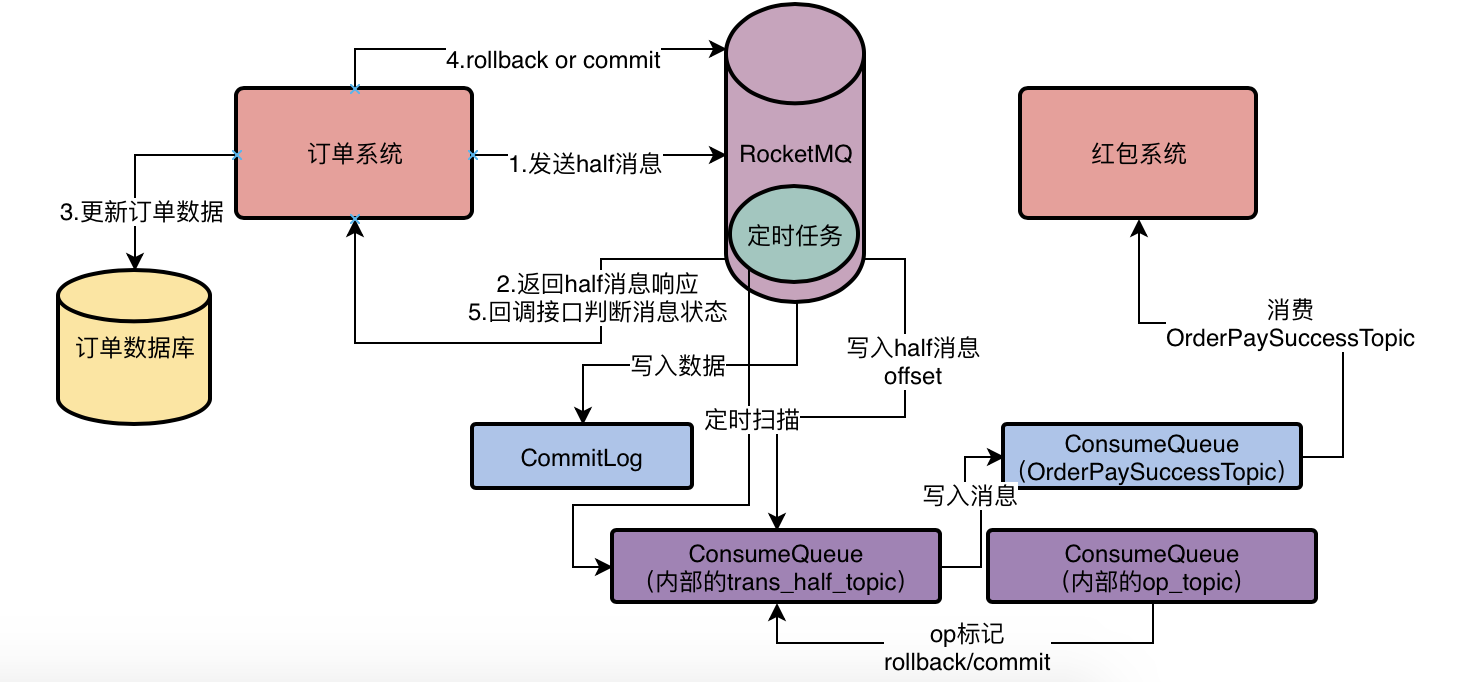 4.rollback or commit
订单系统
1.发送half消息
RocketMQ
红包系统
3.更新订单数据
定时任务
2.返回half消息响应
5.回调接口判断消息状态
订单数据库
写入half消息
offset
消费
OrderPaySuccessTopic
写入数据
定时扫描
CommitLog
ConsumeQueue
（OrderPaySuccessTopic）
写入消息
ConsumeQueue
（内部的trans_half_topic）
ConsumeQueue
（内部的op_topic）
op标记
rollback/commit